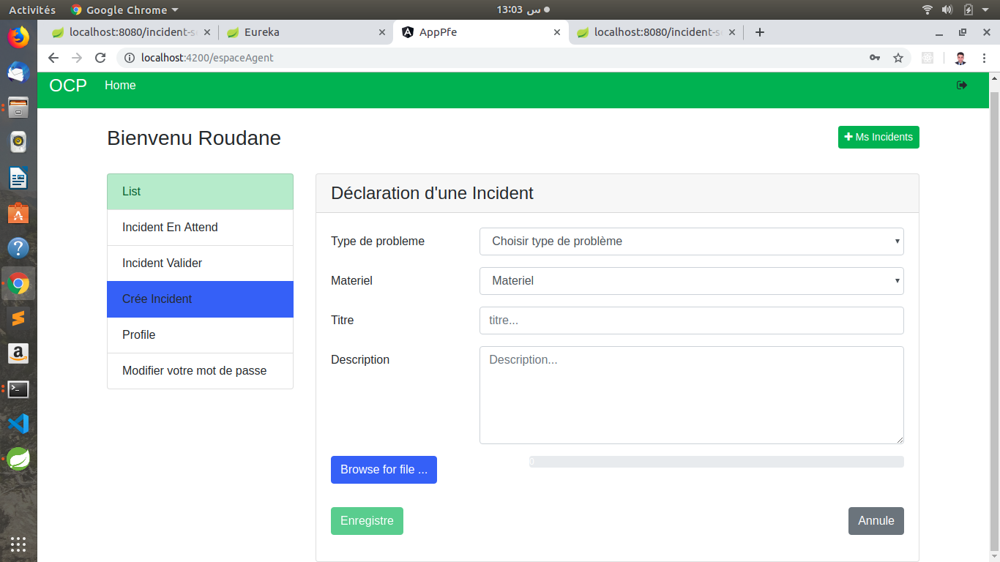 Activités Google Chrome 13:03 س
localhost:8080/incident-s Eureka AppPfe localhost:8080/incident-s
localhost:4200/espaceAgent
OCP Home
Bienvenu Roudane
Ms Incidents
List
Incident En Attend
Incident Valider
Crée Incident
Profile
Modifier votre mot de passe
Déclaration d'une Incident
Type de probleme Choisir type de problème
Materiel Materiel
Titre titre...
Description Description...
Browse for file ... 0
Enregistre Annule